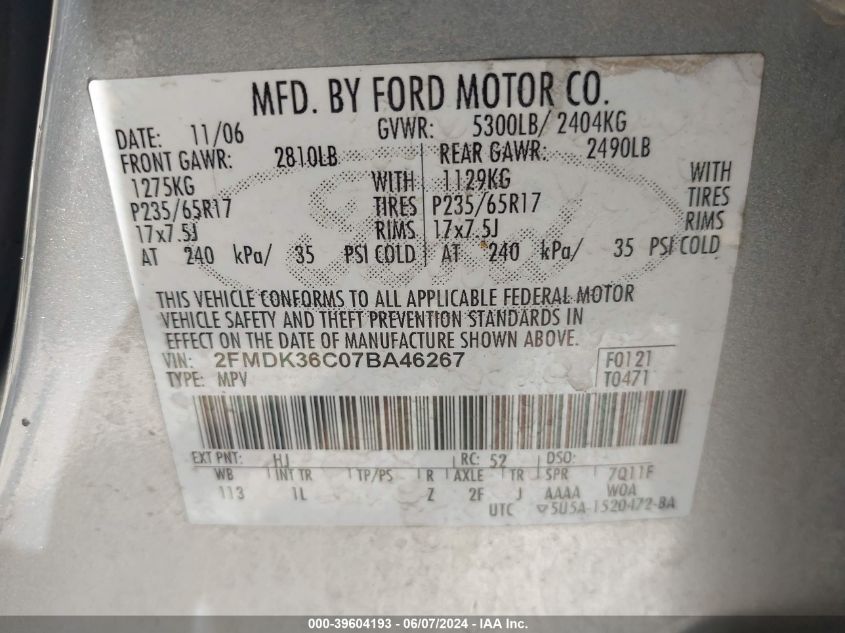 MFD. BY FORD MOTOR CO.
DATE: 11/06 GVWR: 5300LB/ 2404KG
FRONT GAWR: 2810LB REAR GAWR: 2490LB
1275KG WITH 1129KG WITH
P235/65R17 TIRES P235/65R17 TIRES
17x7.5J RIMS 17x7.5J RIMS
AT 240 kPa/ 35 PSI COLD AT 240 kPa/ 35 PSI COLD
THIS VEHICLE CONFORMS TO ALL APPLICABLE FEDERAL MOTOR
VEHICLE SAFETY AND THEFT PREVENTION STANDARDS IN
EFFECT ON THE DATE OF MANUFACTURE SHOWN ABOVE.
VIN: 2FMDK36C07BA46267 F0121
TYPE: MPV T0471
EXT PNT: HJ RC: 52 DSO:
WB INT TR TP/PS R AXLE TR SPR 7Q11F
113 1L Z 2F J AAAA WOA
UTC ▽5U5A-1520472-BA
000-39604193 - 06/07/2024 - IAA Inc.